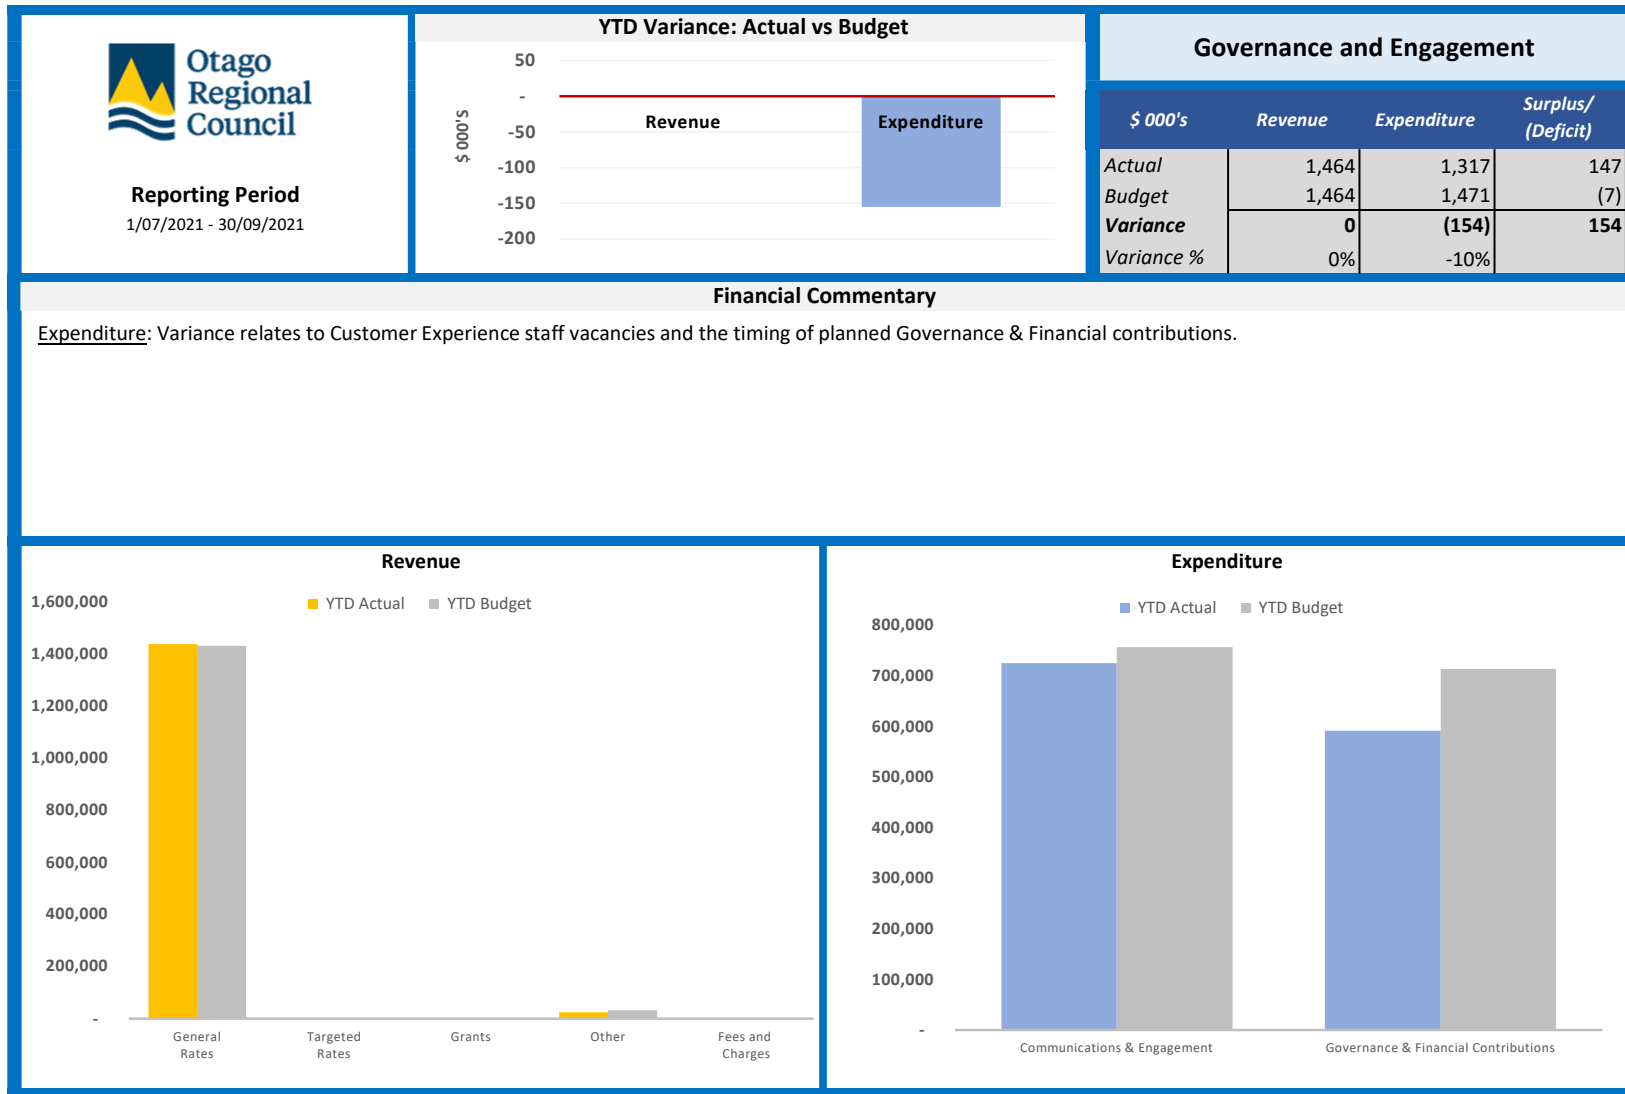 Otago
Regional
Council
Reporting Period
1/07/2021 - 30/09/2021
YTD Variance: Actual vs Budget
$ 000's
50
-
-50
-100
-150
-200
Revenue
Expenditure
Governance and Engagement
$ 000's Revenue Expenditure Surplus/ (Deficit)
Actual 1,464 1,317 147
Budget 1,464 1,471 (7)
Variance 0 (154) 154
Variance % 0% -10%
Financial Commentary
Expenditure: Variance relates to Customer Experience staff vacancies and the timing of planned Governance & Financial contributions.
Revenue
YTD Actual YTD Budget
1,600,000
1,400,000
1,200,000
1,000,000
800,000
600,000
400,000
200,000
-
General Rates
Targeted Rates
Grants
Other
Fees and Charges
Expenditure
YTD Actual YTD Budget
800,000
700,000
600,000
500,000
400,000
300,000
200,000
100,000
-
Communications & Engagement
Governance & Financial Contributions